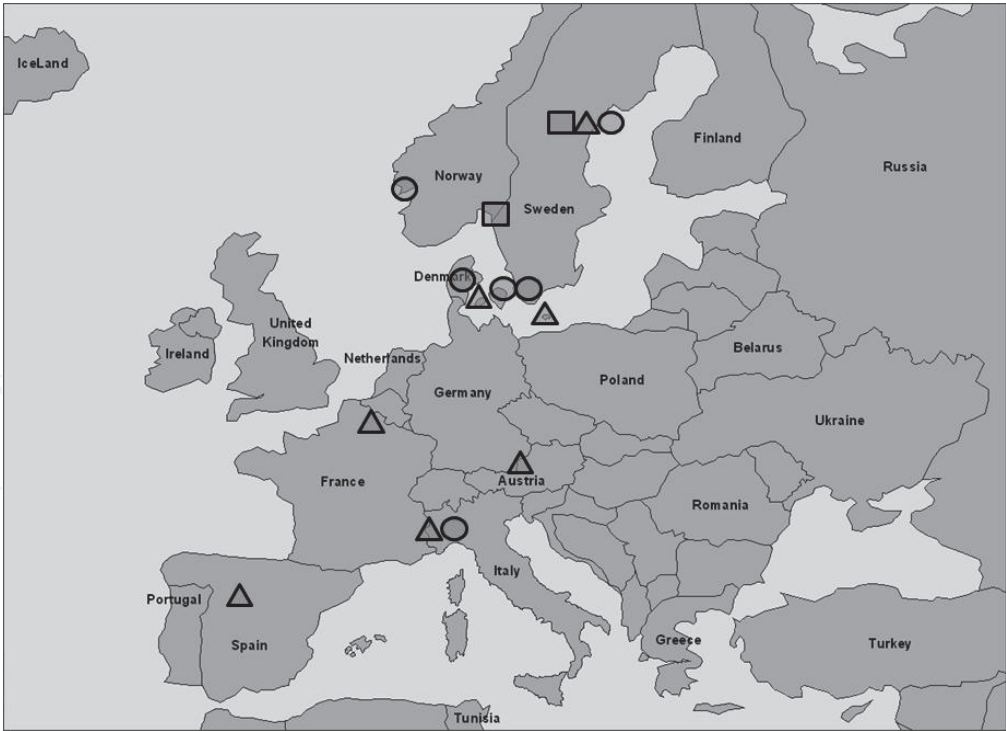 IceLand
Finland
Russia
Norway
Sweden
Denmark
United
Kingdom
Ireland
Netherlands
Belarus
Germany
Poland
Ukraine
France
Austria
Romania
Italy
Portugal
Spain
Greece
Turkey
Tunisia